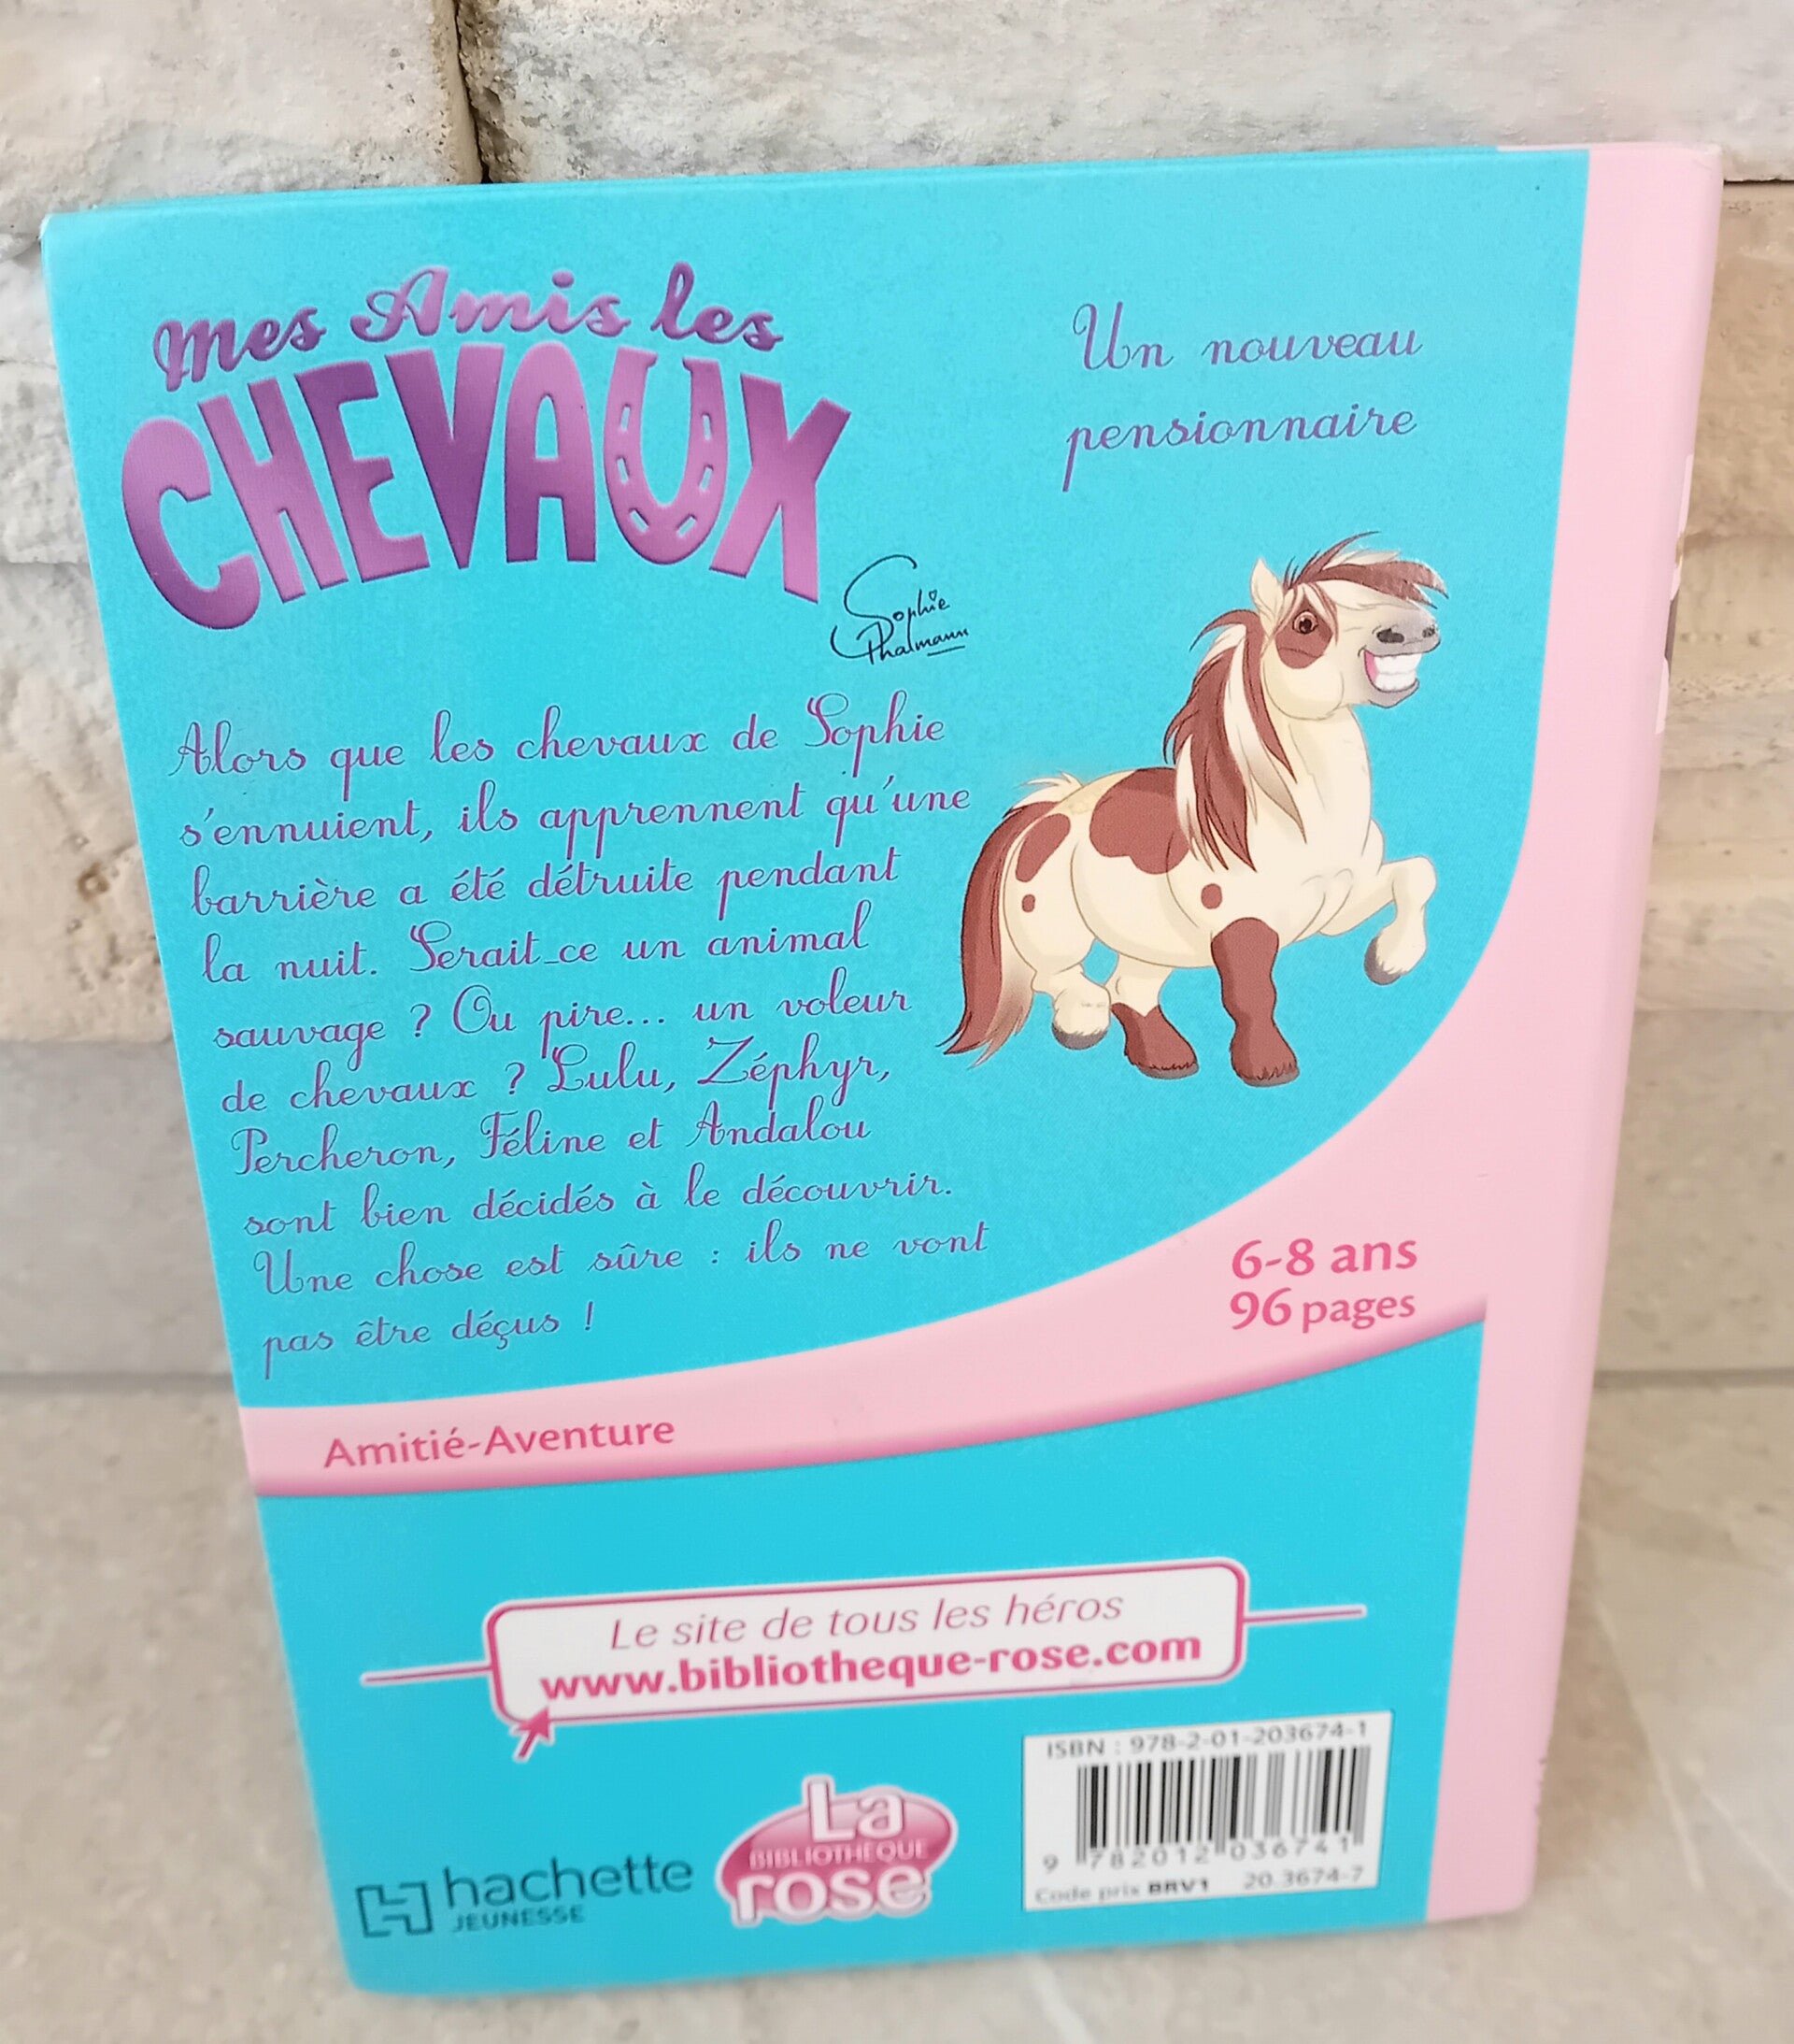 Mes Amis les
CHEVAUX
Sophie
Thalmann
Un nouveau
pensionnaire
Alors que les chevaux de Sophie
s'ennuient, ils apprennent qu'une
barrière a été détruite pendant
la nuit. Serait-ce un animal
sauvage ? Ou pire... un voleur
de chevaux ? Lulu, Zéphyr,
Percheron, Féline et Andalou
sont bien décidés à le découvrir.
Une chose est sûre : ils ne vont
pas être déçus !
6-8 ans
96 pages
Amitié-Aventure
Le site de tous les héros
www.bibliotheque-rose.com
hachette
JEUNESSE
La
BIBLIOTHÈQUE
rose
ISBN : 978-2-01-203674-1
9 782012 036741
Code prix BRV1 20.3674-7